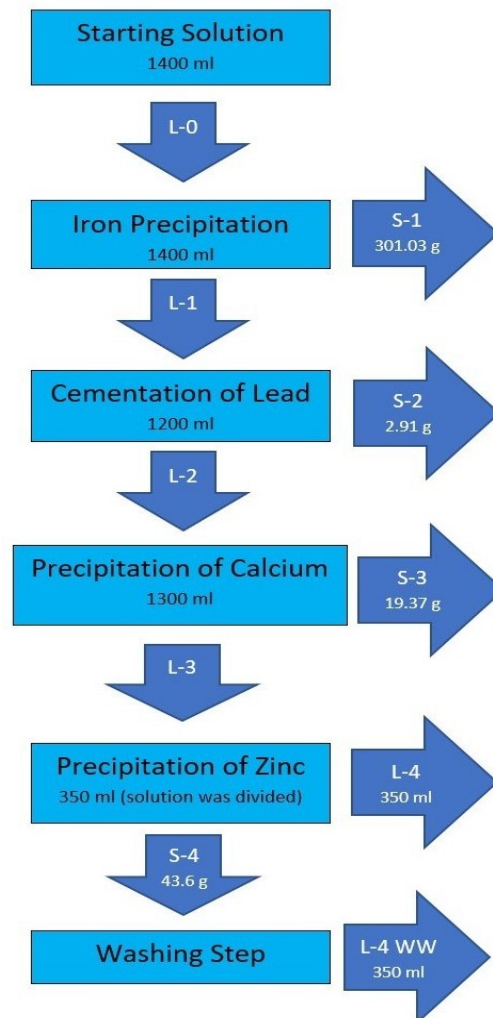 Starting Solution
1400 ml
L-0
Iron Precipitation
1400 ml
S-1
301.03 g
L-1
Cementation of Lead
1200 ml
S-2
2.91 g
L-2
Precipitation of Calcium
1300 ml
S-3
19.37 g
L-3
Precipitation of Zinc
350 ml (solution was divided)
L-4
350 ml
S-4
43.6 g
Washing Step
L-4 WW
350 ml